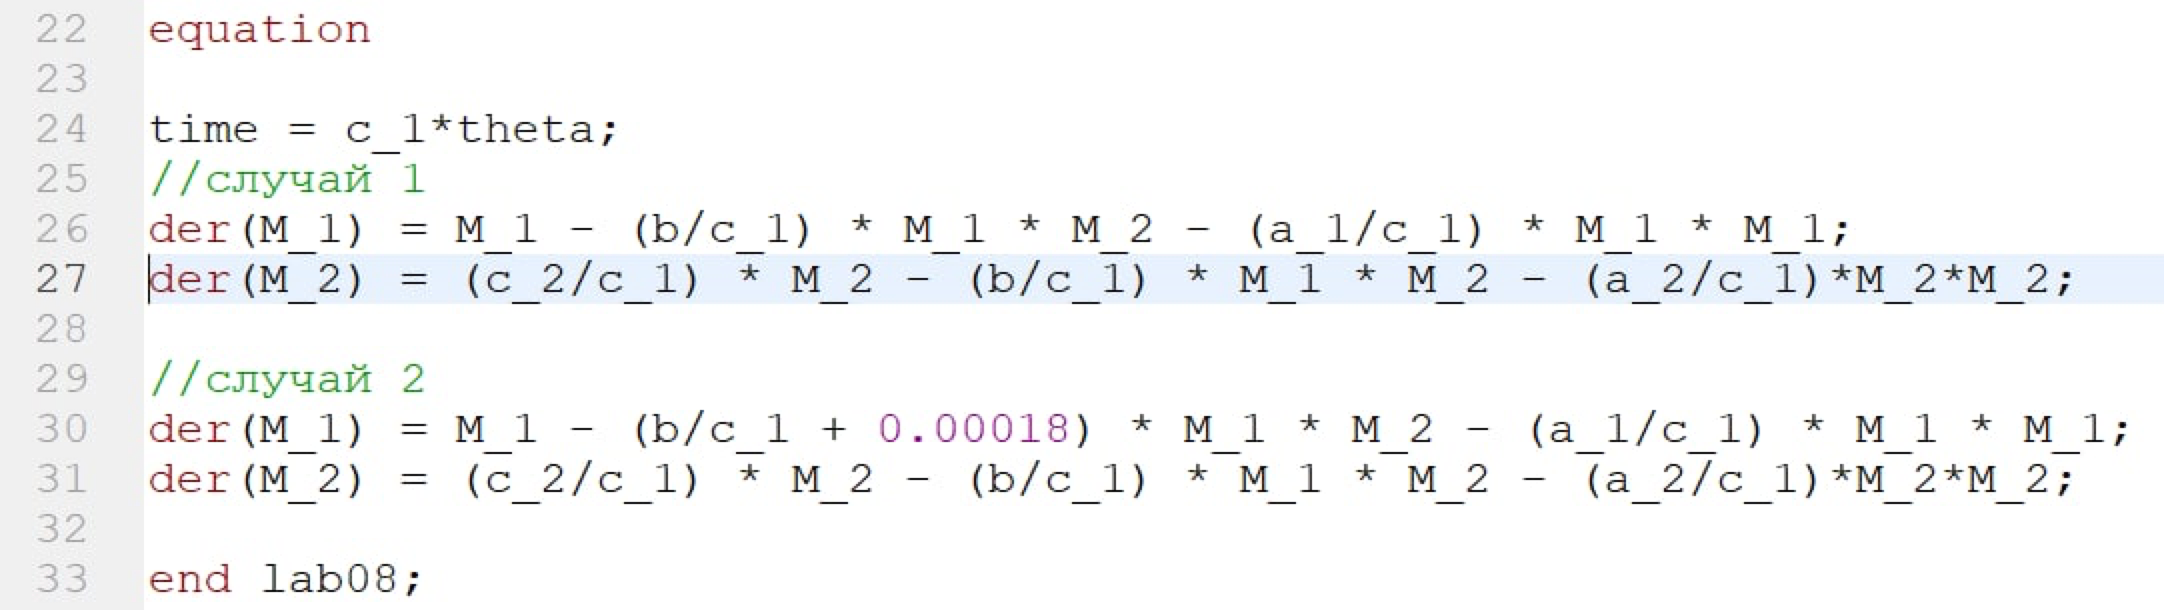 22 equation
23
24 time = c_1*theta;
25 //случай 1
26 der(M_1) = M_1 - (b/c_1) * M_1 * M_2 - (a_1/c_1) * M_1 * M_1;
27 der(M_2) = (c_2/c_1) * M_2 - (b/c_1) * M_1 * M_2 - (a_2/c_1)*M_2*M_2;
28
29 //случай 2
30 der(M_1) = M_1 - (b/c_1 + 0.00018) * M_1 * M_2 - (a_1/c_1) * M_1 * M_1;
31 der(M_2) = (c_2/c_1) * M_2 - (b/c_1) * M_1 * M_2 - (a_2/c_1)*M_2*M_2;
32
33 end lab08;